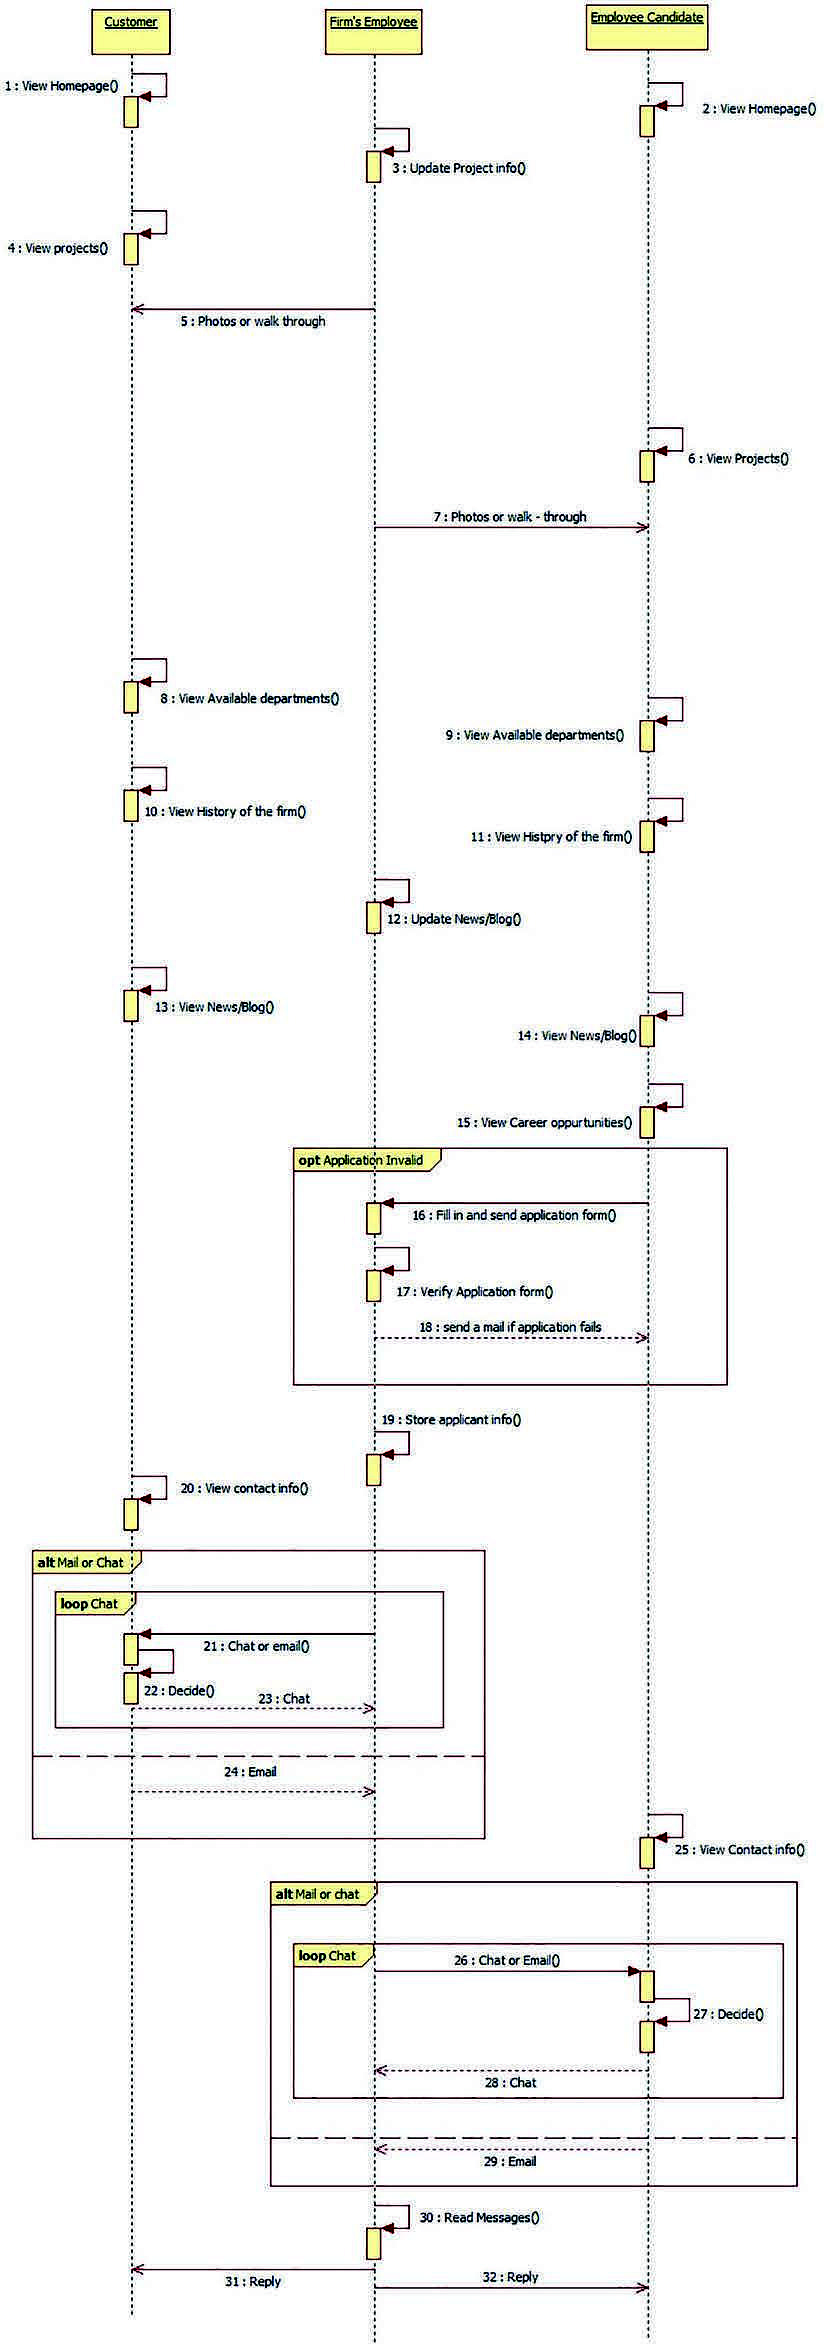 Customer
Firm's Employee
Employee Candidate
1 : View Homepage()
2 : View Homepage()
3 : Update Project info()
4 : View projects()
5 : Photos or walk through
6 : View Projects()
7 : Photos or walk - through
8 : View Available departments()
9 : View Available departments()
10 : View History of the firm()
11 : View Histpry of the firm()
12 : Update News/Blog()
13 : View News/Blog()
14 : View News/Blog()
15 : View Career oppurtunities()
opt Application Invalid
16 : Fill in and send application form()
17 : Verify Application form()
18 : send a mail if application fails
19 : Store applicant info()
20 : View contact info()
alt Mail or Chat
loop Chat
21 : Chat or email()
22 : Decide()
23 : Chat
24 : Email
25 : View Contact info()
alt Mail or chat
loop Chat
26 : Chat or Email()
27 : Decide()
28 : Chat
29 : Email
30 : Read Messages()
31 : Reply
32 : Reply